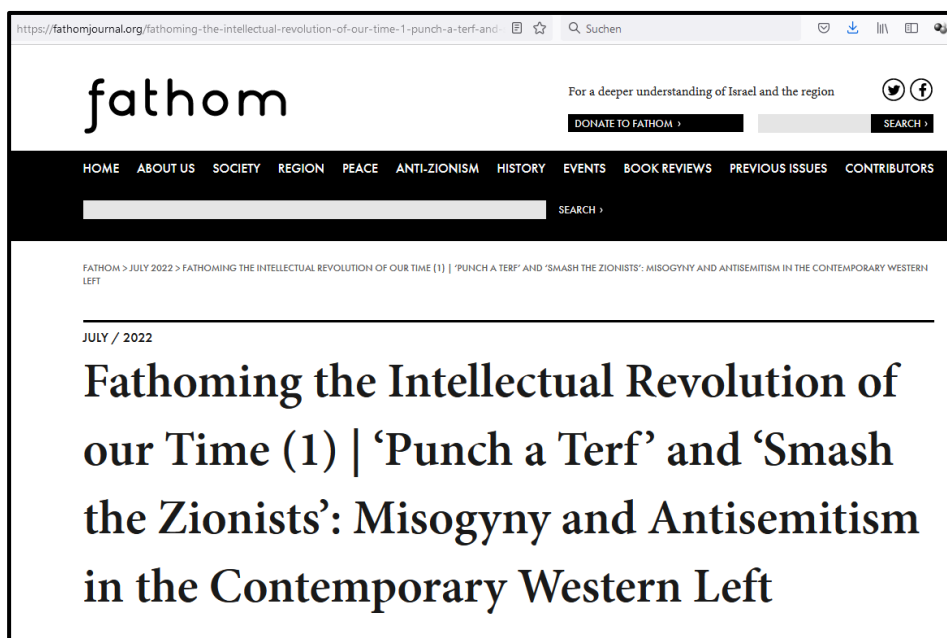 https://fathomjournal.org/fathoming-the-intellectual-revolution-of-our-time-1-punch-a-terf-and-
Suchen
fathom
For a deeper understanding of Israel and the region
DONATE TO FATHOM ›
SEARCH ›
HOME ABOUT US SOCIETY REGION PEACE ANTI-ZIONISM HISTORY EVENTS BOOK REVIEWS PREVIOUS ISSUES CONTRIBUTORS
SEARCH ›
FATHOM > JULY 2022 > FATHOMING THE INTELLECTUAL REVOLUTION OF OUR TIME (1) | ‘PUNCH A TERF’ AND ‘SMASH THE ZIONISTS’: MISOGYNY AND ANTISEMITISM IN THE CONTEMPORARY WESTERN
LEFT
JULY / 2022
Fathoming the Intellectual Revolution of
our Time (1) | ‘Punch a Terf’ and ‘Smash
the Zionists’: Misogyny and Antisemitism
in the Contemporary Western Left